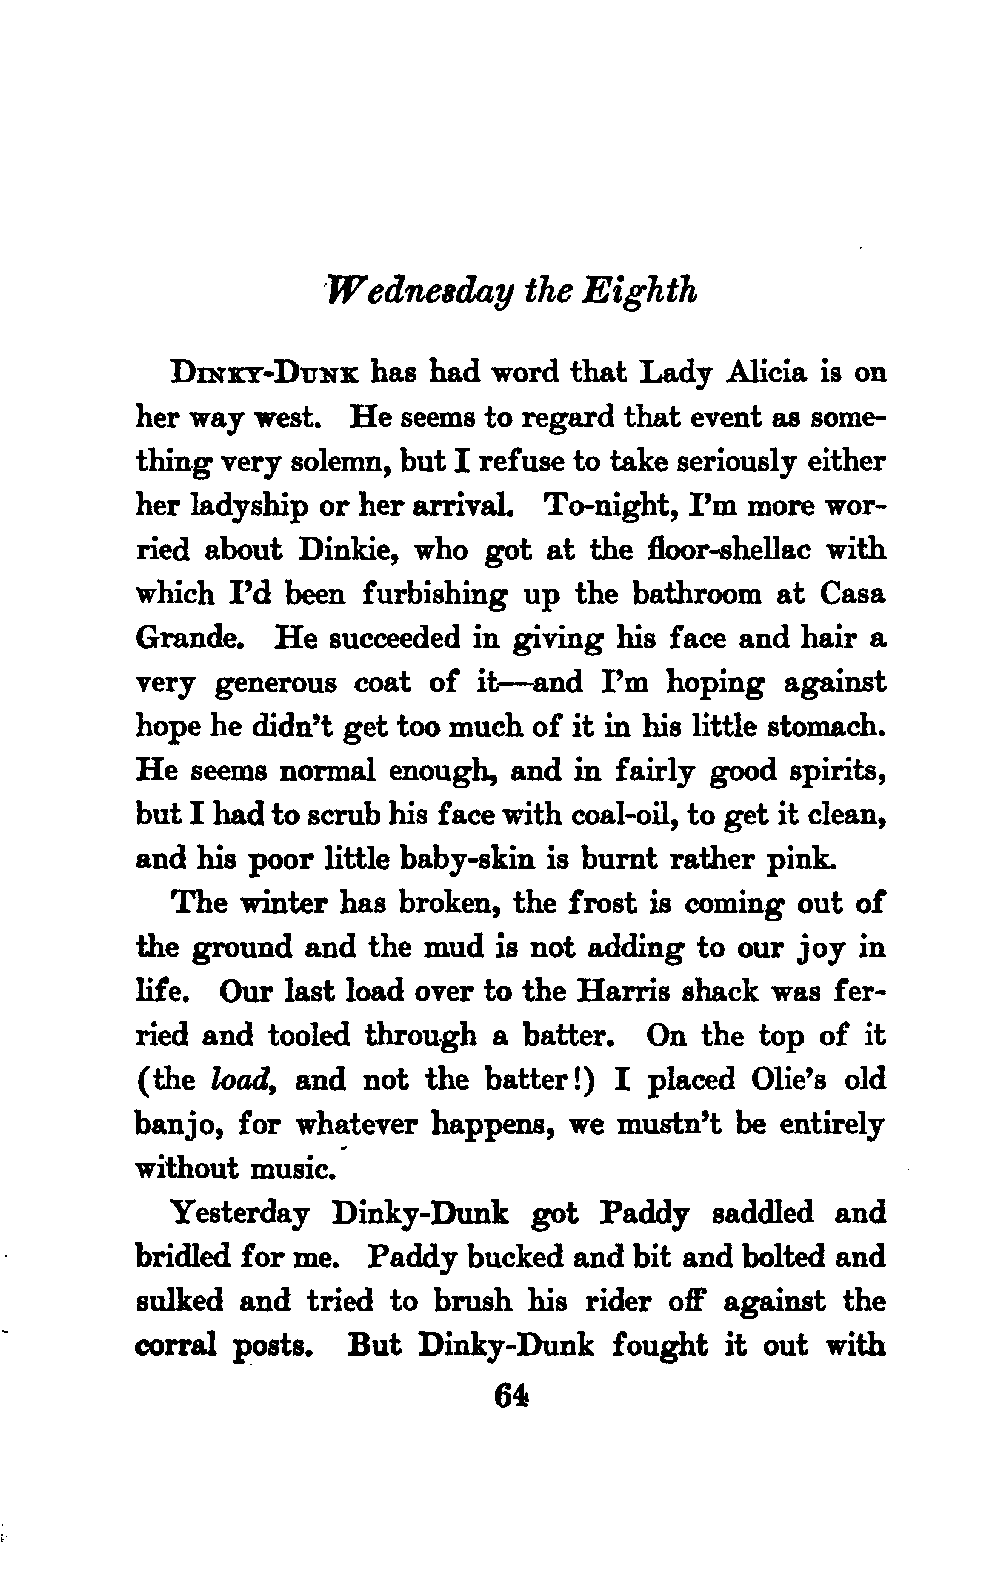 Wednesday the Eighth
Dinky-Dunk has had word that Lady Alicia is on
her way west. He seems to regard that event as some-
thing very solemn, but I refuse to take seriously either
her ladyship or her arrival. To-night, I'm more wor-
ried about Dinkie, who got at the floor-shellac with
which I'd been furbishing up the bathroom at Casa
Grande. He succeeded in giving his face and hair a
very generous coat of it—and I'm hoping against
hope he didn't get too much of it in his little stomach.
He seems normal enough, and in fairly good spirits,
but I had to scrub his face with coal-oil, to get it clean,
and his poor little baby-skin is burnt rather pink.
The winter has broken, the frost is coming out of
the ground and the mud is not adding to our joy in
life. Our last load over to the Harris shack was fer-
ried and tooled through a batter. On the top of it
(the load, and not the batter!) I placed Olie's old
banjo, for whatever happens, we mustn't be entirely
without music.
Yesterday Dinky-Dunk got Paddy saddled and
bridled for me. Paddy bucked and bit and bolted and
sulked and tried to brush his rider off against the
corral posts. But Dinky-Dunk fought it out with
64